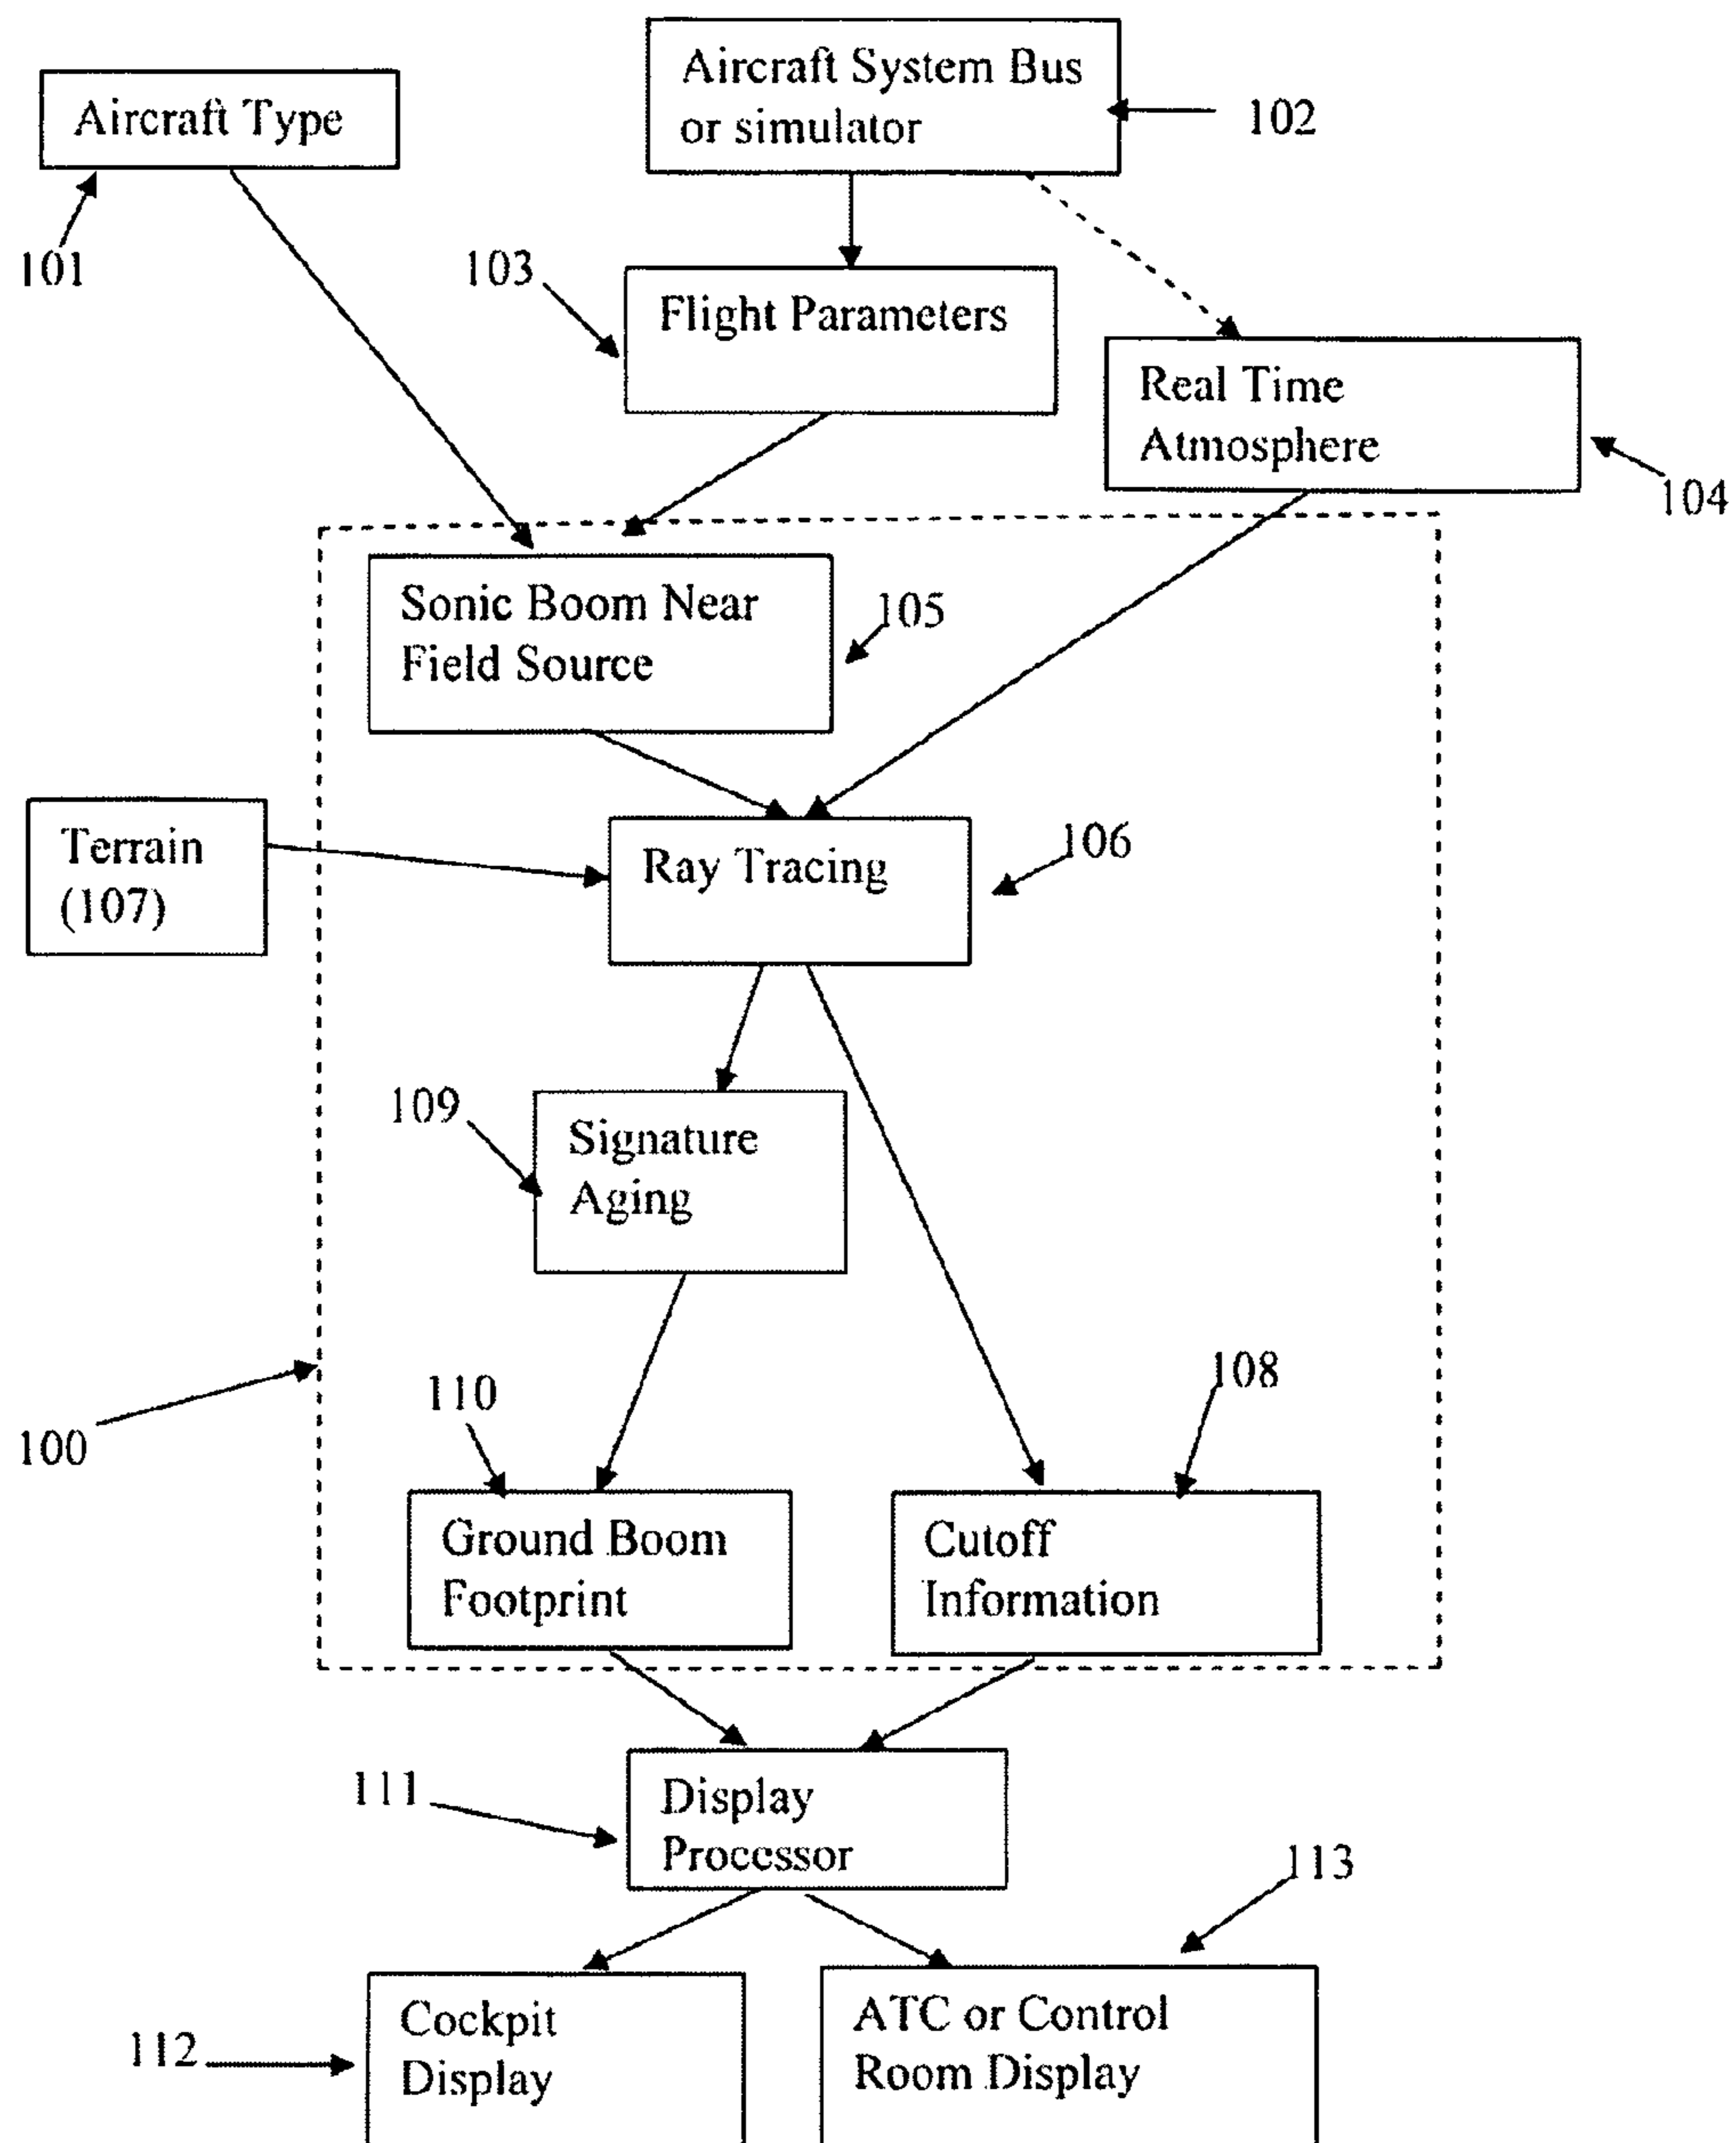 Aircraft System Bus
or simulator
102
Aircraft Type
101
103
Flight Parameters
Real Time
Atmosphere
104
Sonic Boom Near
Field Source
105
Terrain
(107)
Ray Tracing
106
109
Signature
Aging
100
110
108
Ground Boom
Footprint
Cutoff
Information
111
Display
Processor
113
112
Cockpit
Display
ATC or Control
Room Display